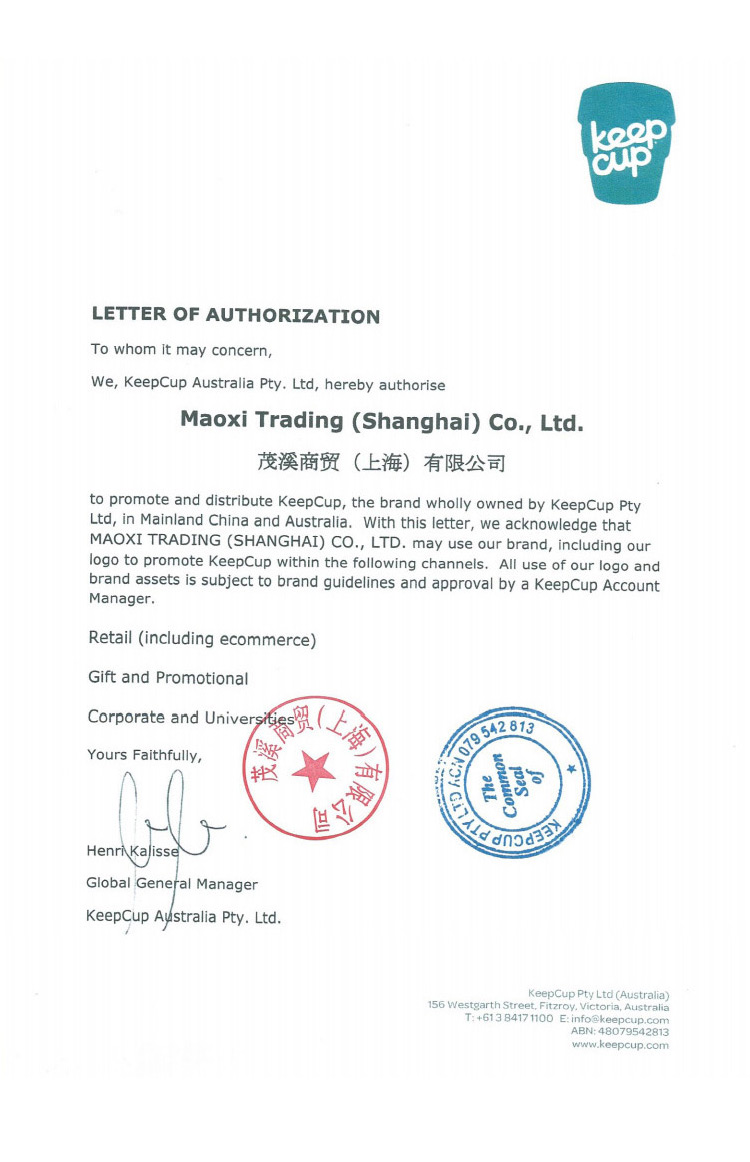 keep
cup
LETTER OF AUTHORIZATION
To whom it may concern,
We, KeepCup Australia Pty. Ltd, hereby authorise
Maoxi Trading (Shanghai) Co., Ltd.
茂溪商贸（上海）有限公司
to promote and distribute KeepCup, the brand wholly owned by KeepCup Pty
Ltd, in Mainland China and Australia.  With this letter, we acknowledge that
MAOXI TRADING (SHANGHAI) CO., LTD. may use our brand, including our
logo to promote KeepCup within the following channels.  All use of our logo and
brand assets is subject to brand guidelines and approval by a KeepCup Account
Manager.
Retail (including ecommerce)
Gift and Promotional
Corporate and Universities
茂溪商贸(上海)有限公司
KEEPCUP PTY LTD ACN 079 542 813
The
Common
Seal
of
Yours Faithfully,
Henri Kalisse
Global General Manager
KeepCup Australia Pty. Ltd.
KeepCup Pty Ltd (Australia)
156 Westgarth Street, Fitzroy, Victoria, Australia
T: +61 3 8417 1100  E: info@keepcup.com
ABN: 48079542813
www.keepcup.com